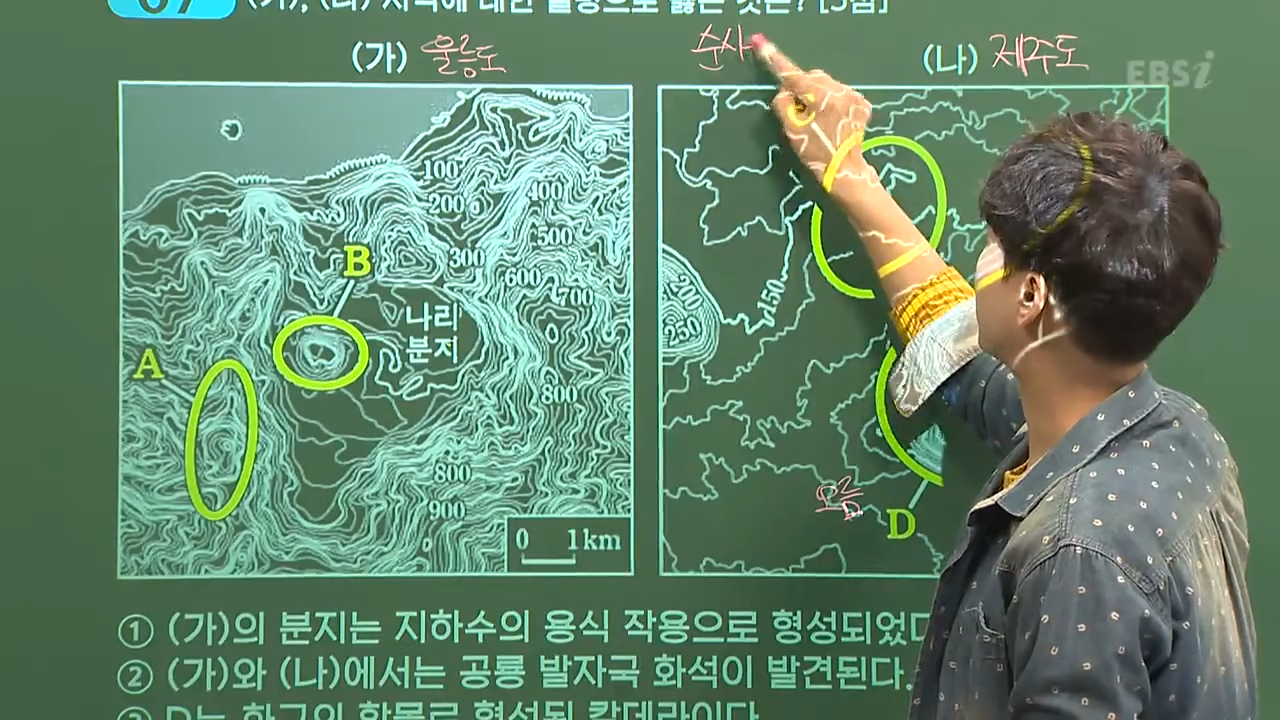 (가) 울릉도
순사
(나) 제주도
EBSi
100
200
300
400
500
600
700
800
800
900
B
나리
분지
A
0 1km
200
250
150
오름
D
① (가)의 분지는 지하수의 용식 작용으로 형성되었
② (가)와 (나)에서는 공룡 발자국 화석이 발견된다.